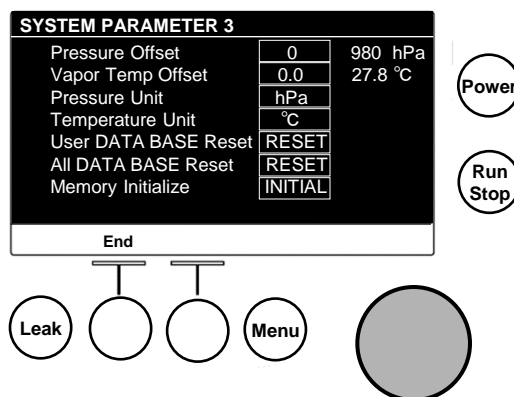 SYSTEM PARAMETER 3
Pressure Offset 0 980 hPa
Vapor Temp Offset 0.0 27.8 ℃
Pressure Unit hPa
Temperature Unit ℃
User DATA BASE Reset RESET
All DATA BASE Reset RESET
Memory Initialize INITIAL
End
Power
Run
Stop
Leak
Menu